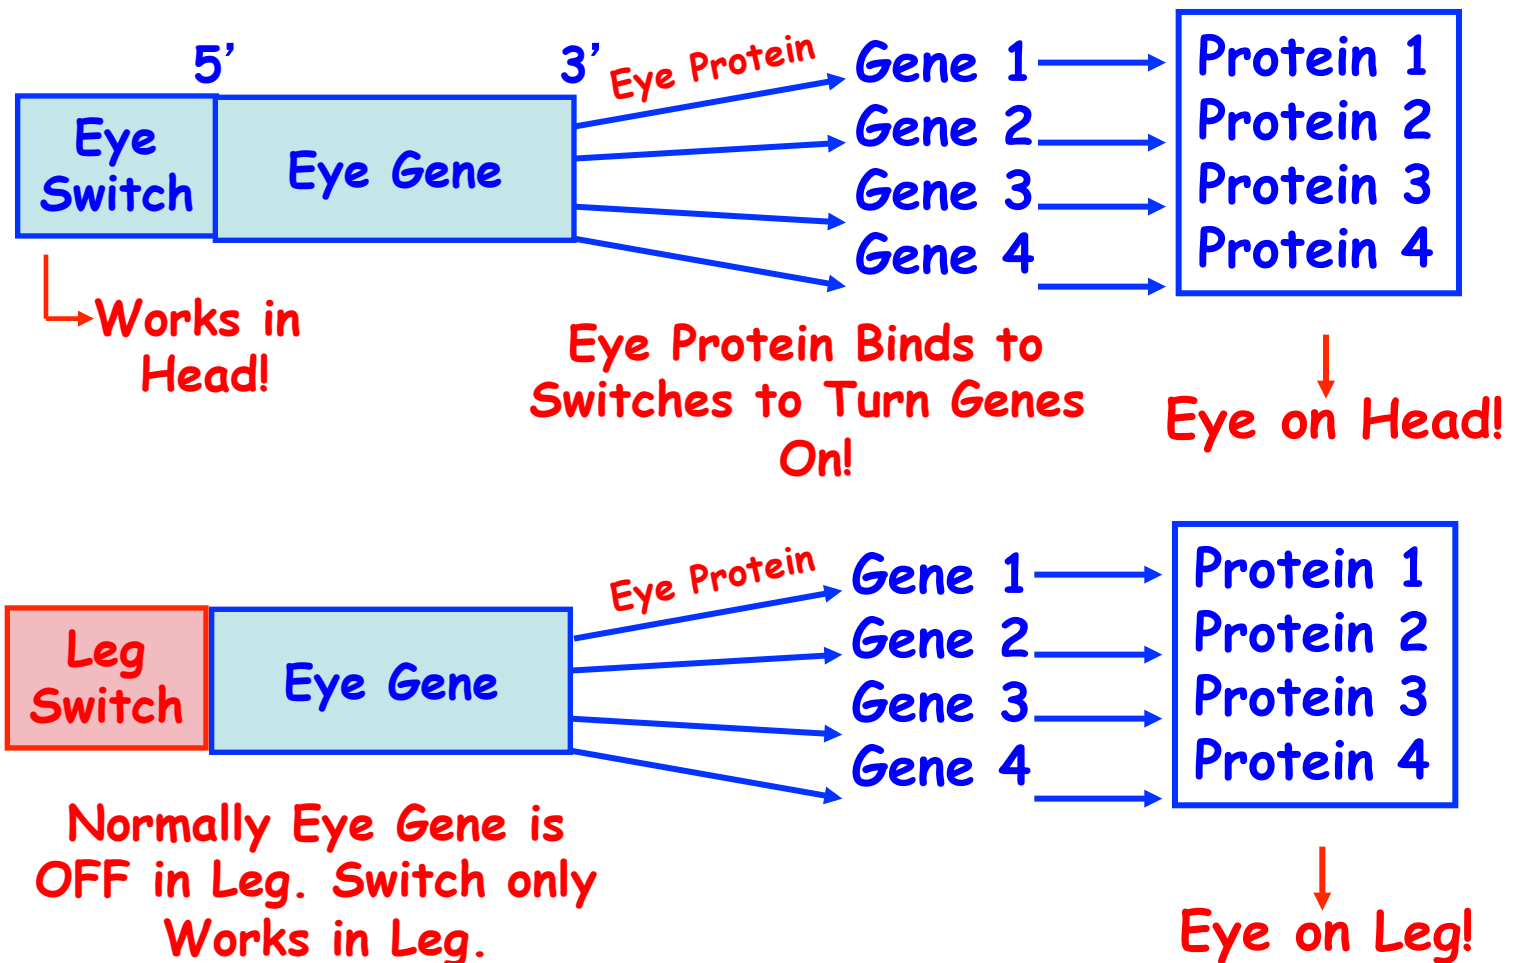 5’
3’
Eye
Switch
Eye Gene
Eye Protein
Gene 1
Gene 2
Gene 3
Gene 4
Protein 1
Protein 2
Protein 3
Protein 4
Works in
Head!
Eye Protein Binds to
Switches to Turn Genes
On!
Eye on Head!
Leg
Switch
Eye Gene
Eye Protein
Gene 1
Gene 2
Gene 3
Gene 4
Protein 1
Protein 2
Protein 3
Protein 4
Normally Eye Gene is
OFF in Leg. Switch only
Works in Leg.
Eye on Leg!